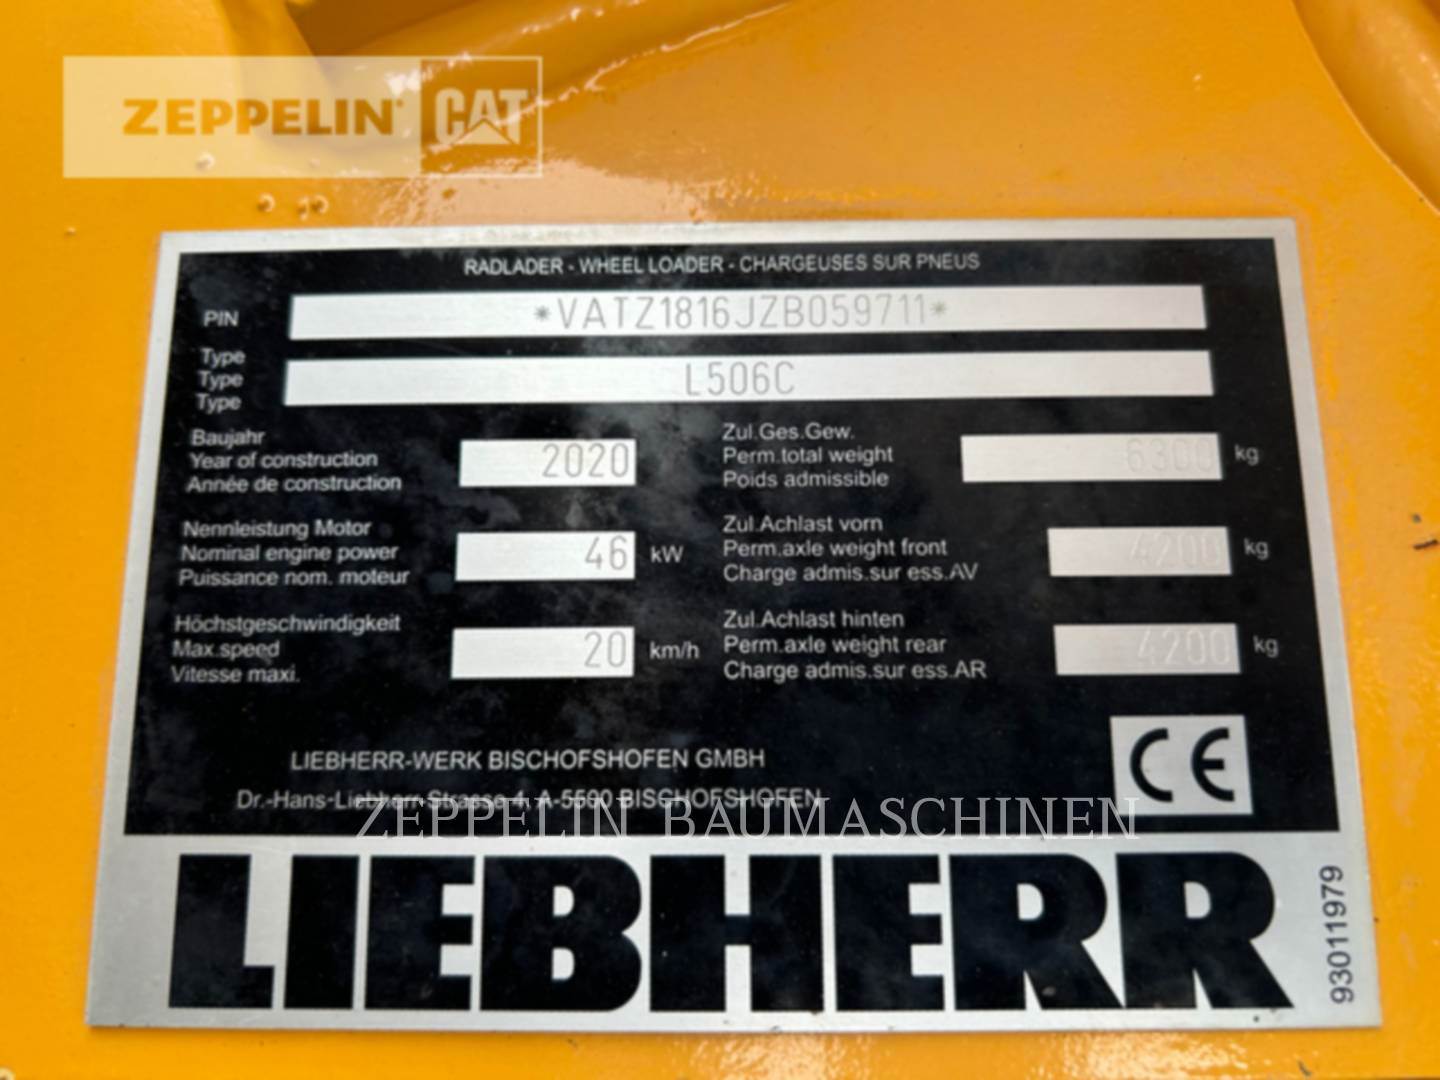 ZEPPELIN CAT
RADLADER - WHEEL LOADER - CHARGEUSES SUR PNEUS
PIN *VATZ1816JZB059711*
Type
Type L506C
Type
Baujahr
Year of construction 2020
Année de construction
Zul.Ges.Gew.
Perm.total weight 6300 kg
Poids admissible
Nennleistung Motor
Nominal engine power 46 kW
Puissance nom. moteur
Zul.Achlast vorn
Perm.axle weight front 4200 kg
Charge admis.sur ess.AV
Höchstgeschwindigkeit
Max.speed 20 km/h
Vitesse maxi.
Zul.Achlast hinten
Perm.axle weight rear 4200 kg
Charge admis.sur ess.AR
LIEBHERR-WERK BISCHOFSHOFEN GMBH
CE
Dr.-Hans-Liebherr-Strasse 4, A-5500 BISCHOFSHOFEN
ZEPPELIN BAUMASCHINEN
LIEBHERR
93011979